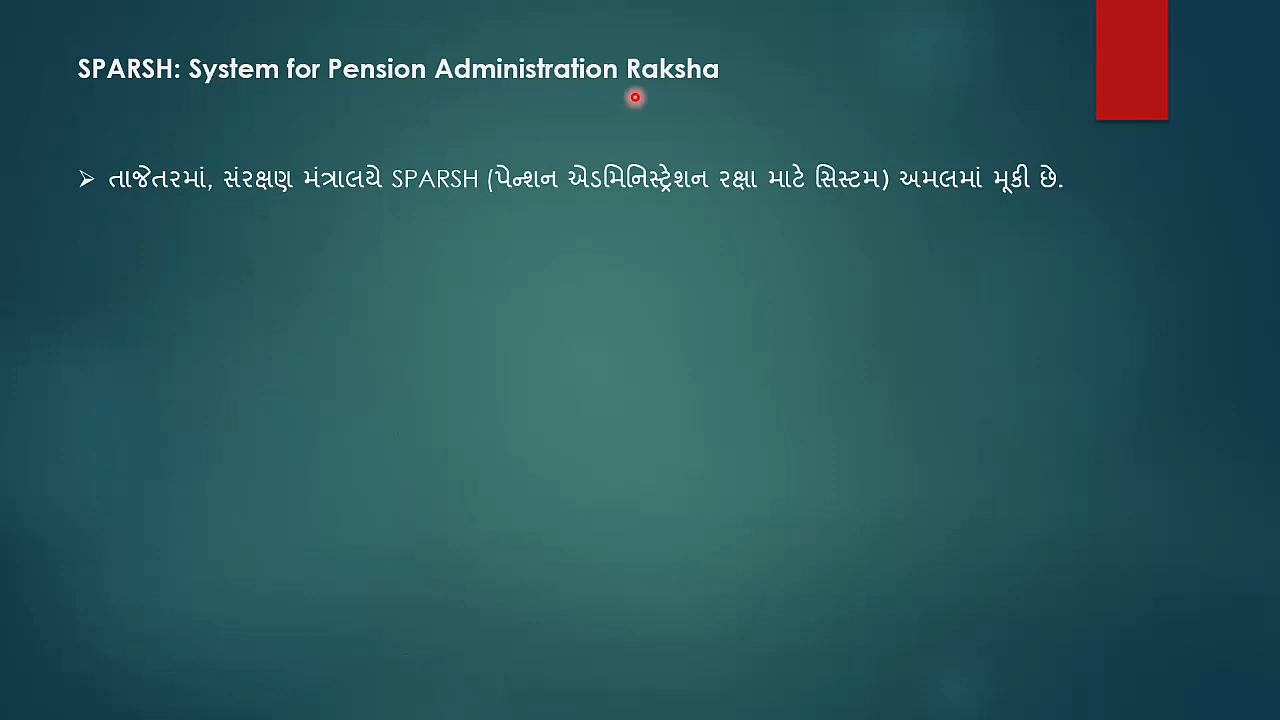 SPARSH: System for Pension Administration Raksha
➢ તાજેતરમાં, સંરક્ષણ મંત્રાલયે SPARSH (પેન્શન એડમિનિસ્ટ્રેશન રક્ષા માટે સિસ્ટમ) અમલમાં મૂકી છે.